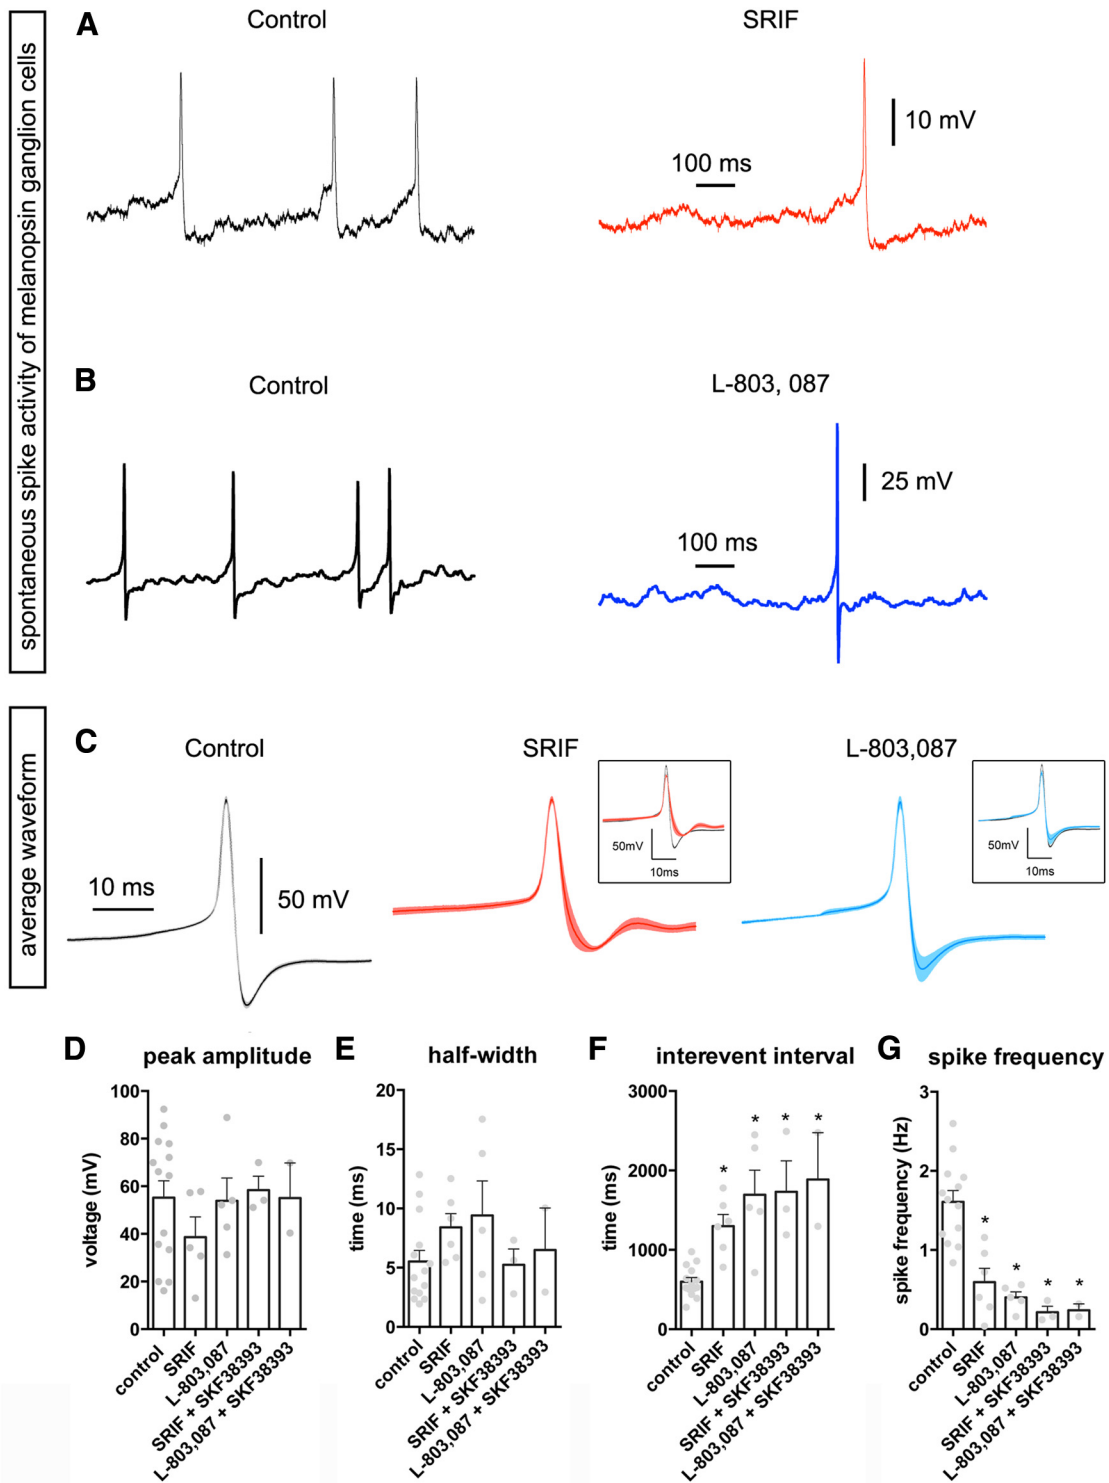 spontaneous spike activity of melanopsin ganglion cells
A
Control
SRIF
10 mV
100 ms
B
Control
L-803, 087
25 mV
100 ms
average waveform
C
Control
SRIF
L-803,087
10 ms
50 mV
50mV
10ms
50mV
10ms
D
peak amplitude
voltage (mV)
100
80
60
40
20
0
control
SRIF
L-803,087
SRIF + SKF38393
L-803,087 + SKF38393
E
half-width
time (ms)
20
15
10
5
0
control
SRIF
L-803,087
SRIF + SKF38393
L-803,087 + SKF38393
F
interevent interval
time (ms)
3000
2000
1000
0
*
*
*
*
control
SRIF
L-803,087
SRIF + SKF38393
L-803,087 + SKF38393
G
spike frequency
spike frequency (Hz)
3
2
1
0
*
*
*
*
control
SRIF
L-803,087
SRIF + SKF38393
L-803,087 + SKF38393